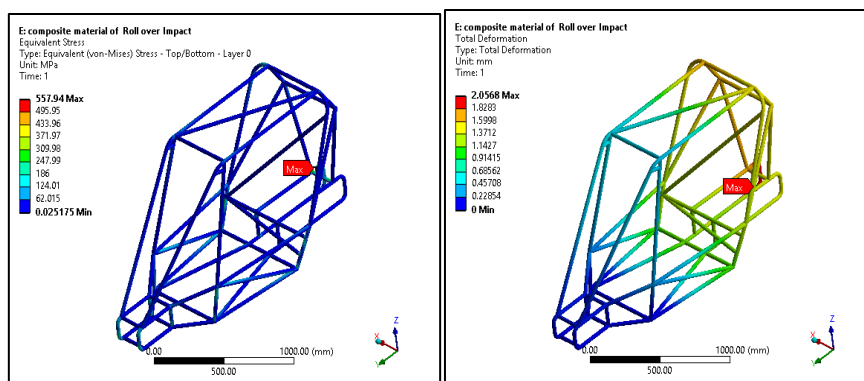 E: composite material of Roll over Impact
Equivalent Stress
Type: Equivalent (von-Mises) Stress - Top/Bottom - Layer 0
Unit: MPa
Time: 1
557.94 Max
495.95
433.96
371.97
309.98
247.99
186
124.01
62.015
0.025175 Min
Max
0.00
1000.00 (mm)
500.00
X
Y
Z
E: composite material of Roll over Impact
Total Deformation
Type: Total Deformation
Unit: mm
Time: 1
2.0568 Max
1.8283
1.5998
1.3712
1.1427
0.91415
0.68562
0.45708
0.22854
0 Min
Max
0.00
1000.00 (mm)
500.00
X
Y
Z